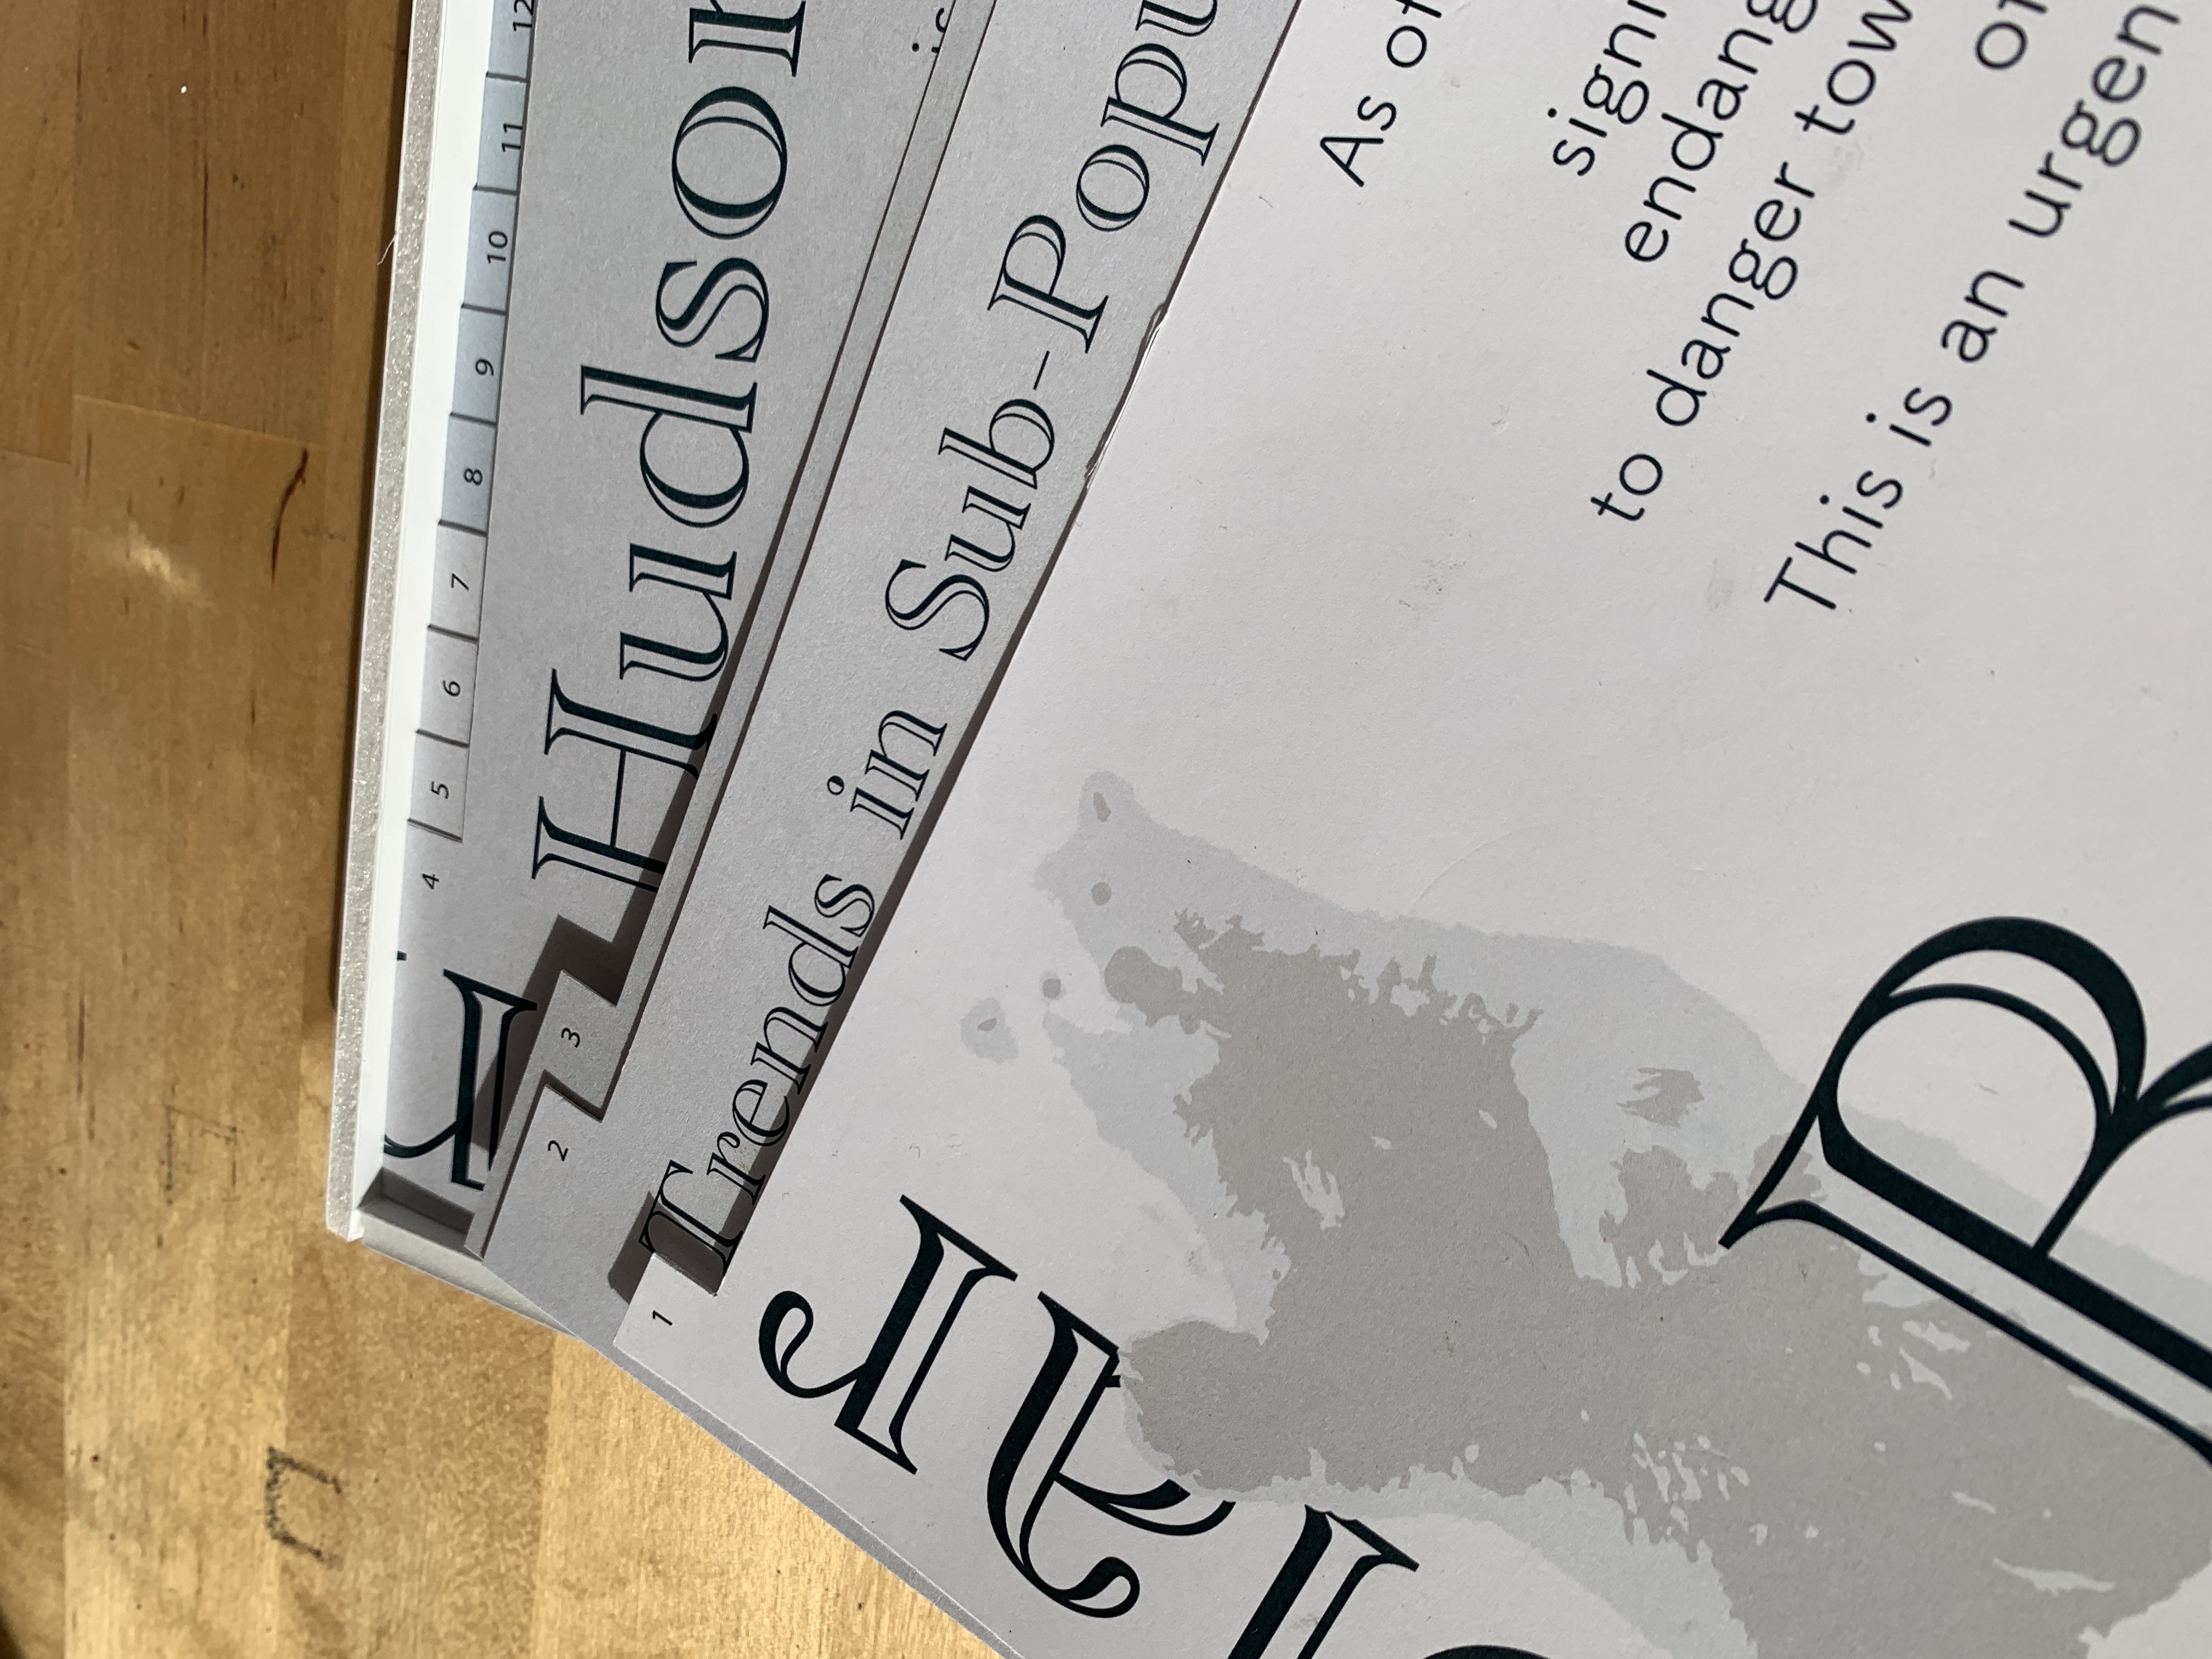 4 5 6 7 8 9 10 11 12
Hudson
is
2 3
Trends in Sub-Popu
1
lar
R
As of
signi
endang
to danger tow
of
This is an urgen